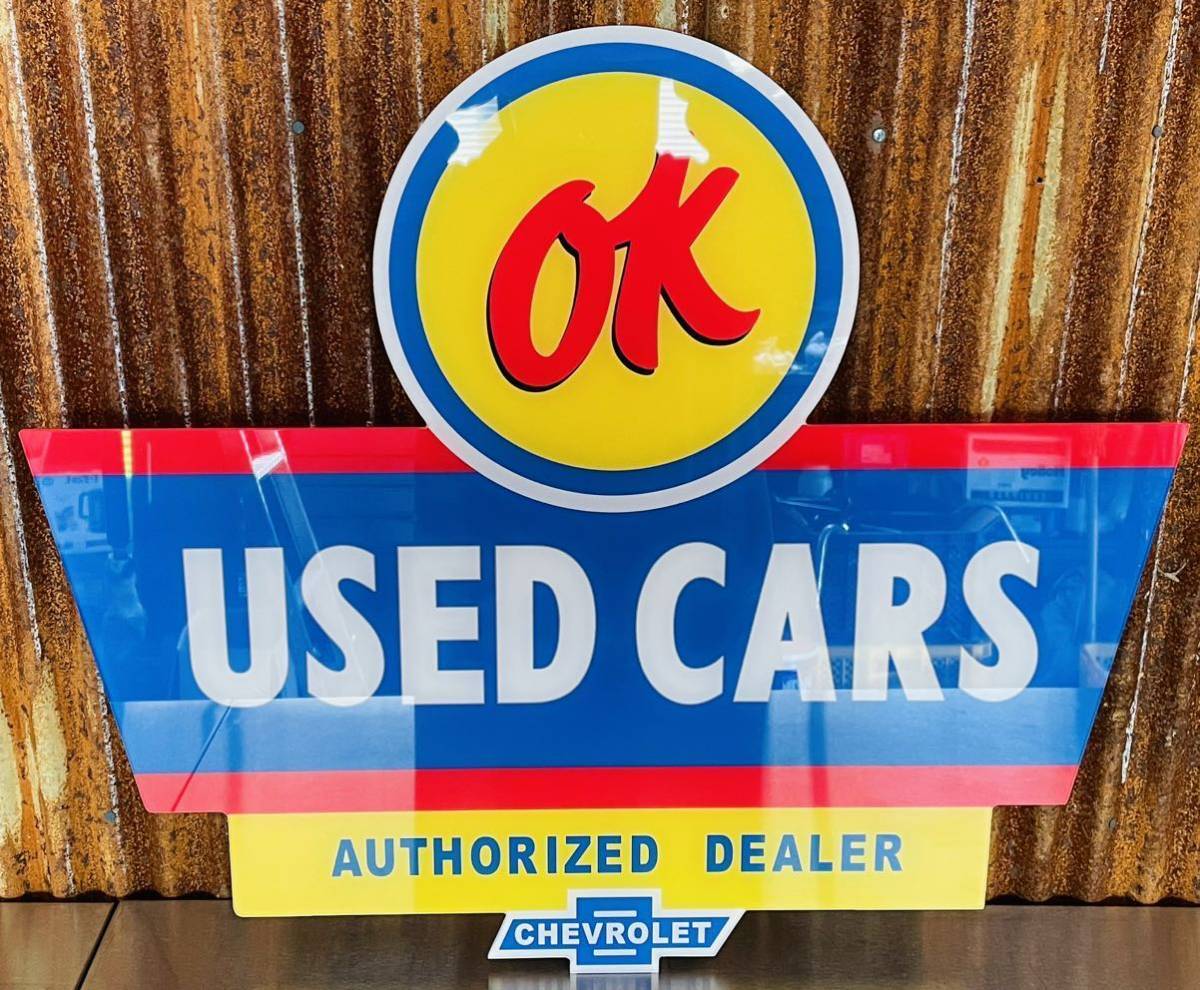 OK
USED CARS
AUTHORIZED DEALER
CHEVROLET